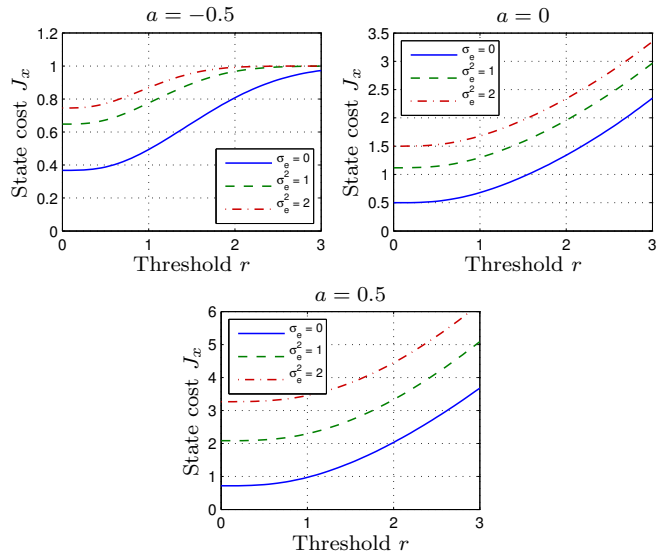 a = −0.5
State cost J_x
1.2
1
0.8
0.6
0.4
0.2
0
0 1 2 3
Threshold r
σ_e = 0
σ_e^2 = 1
σ_e^2 = 2
a = 0
State cost J_x
3.5
3
2.5
2
1.5
1
0.5
0
0 1 2 3
Threshold r
σ_e = 0
σ_e^2 = 1
σ_e^2 = 2
a = 0.5
State cost J_x
6
5
4
3
2
1
0
0 1 2 3
Threshold r
σ_e = 0
σ_e^2 = 1
σ_e^2 = 2